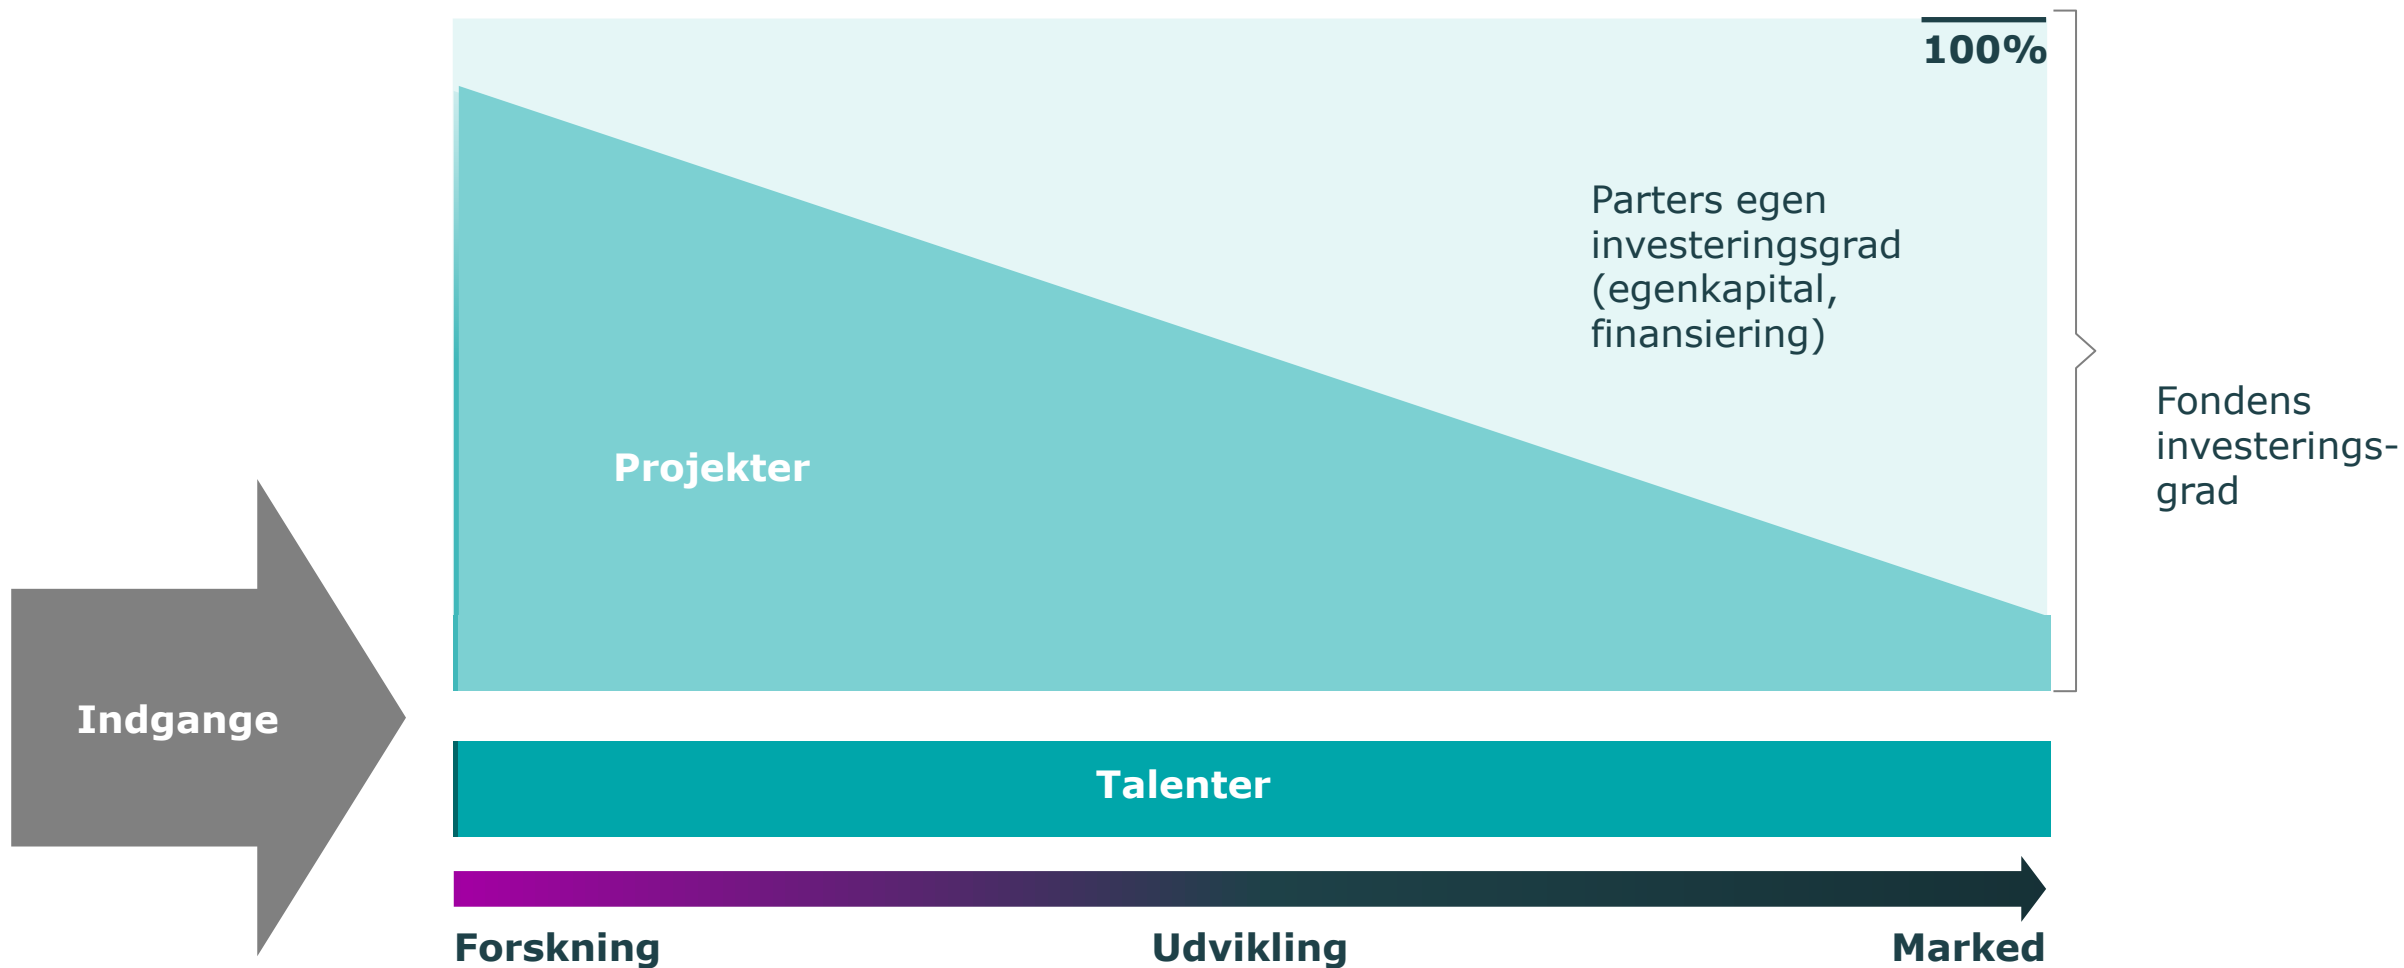 100%
Parters egen
investeringsgrad
(egenkapital,
finansiering)
Fondens
investerings-
grad
Projekter
Indgange
Talenter
Forskning
Udvikling
Marked